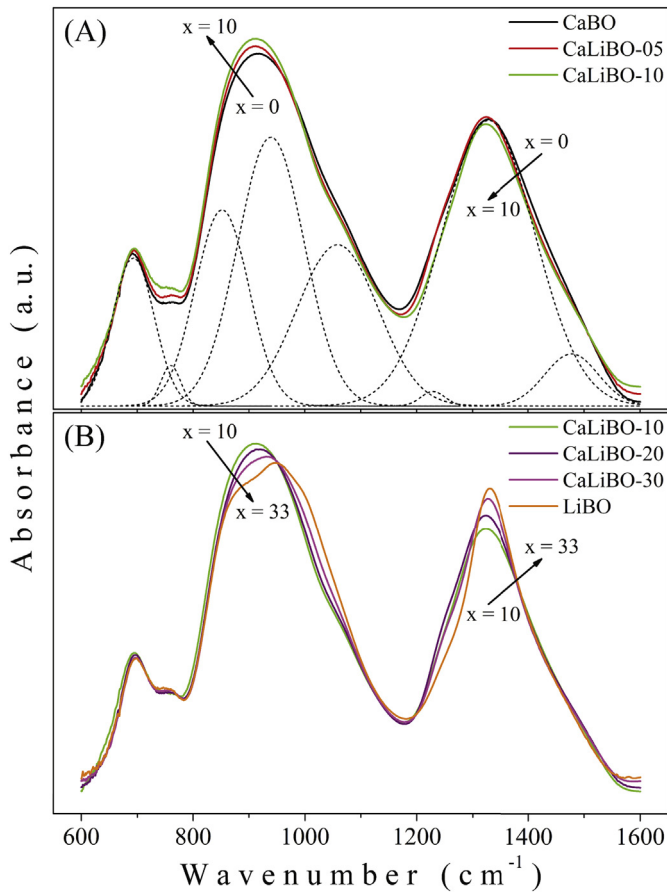 (A)
x = 10
x = 0
CaBO
CaLiBO-05
CaLiBO-10
x = 0
x = 10
(B)
x = 10
x = 33
CaLiBO-10
CaLiBO-20
CaLiBO-30
LiBO
x = 33
x = 10
Absorbance (a.u.)
600 800 1000 1200 1400 1600
Wavenumber (cm⁻¹)